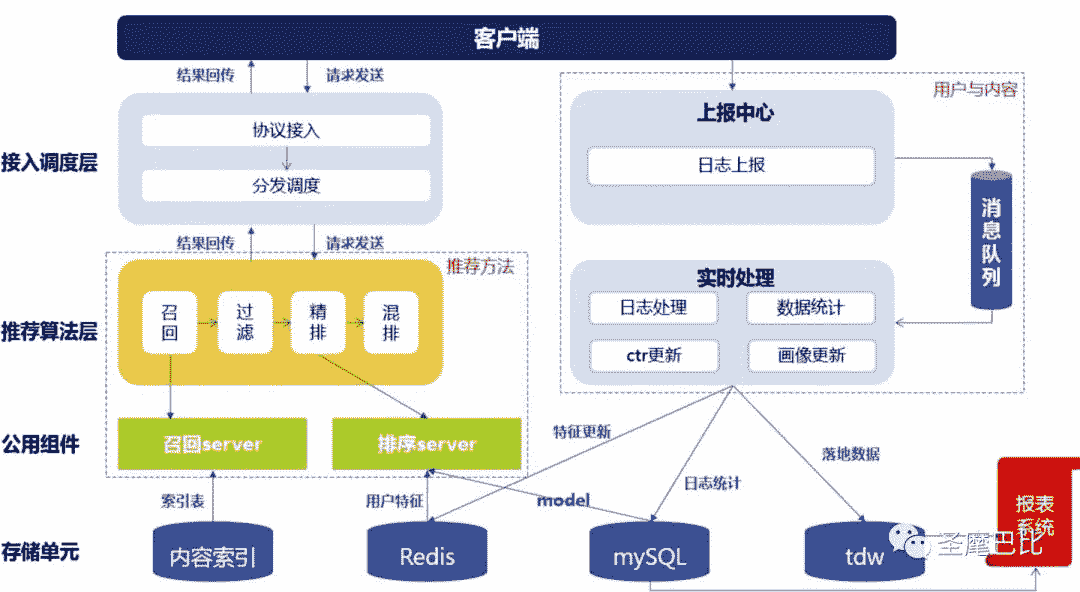 客户端
结果回传
请求发送
用户与内容
接入调度层
协议接入
分发调度
上报中心
日志上报
消息队列
结果回传
请求发送
推荐方法
推荐算法层
召回
过滤
精排
混排
实时处理
日志处理
数据统计
ctr更新
画像更新
公用组件
召回server
排序server
特征更新
日志统计
落地数据
索引表
用户特征
model
存储单元
内容索引
Redis
mySQL
tdw
报表
系统
圣摩巴比